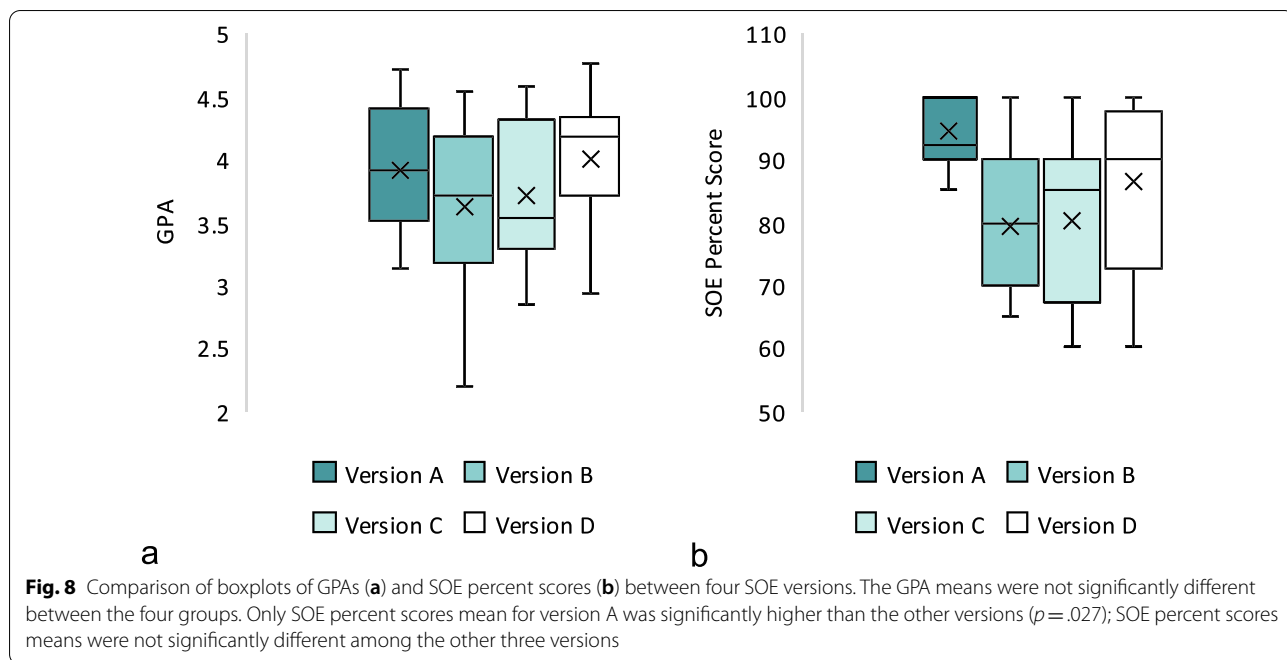 5
4.5
4
3.5
3
2.5
2
GPA
Version A Version B
Version C Version D
a
110
100
90
80
70
60
50
SOE Percent Score
Version A Version B
Version C Version D
b
Fig. 8 Comparison of boxplots of GPAs (a) and SOE percent scores (b) between four SOE versions. The GPA means were not significantly different
between the four groups. Only SOE percent scores mean for version A was significantly higher than the other versions (p = .027); SOE percent scores
means were not significantly different among the other three versions